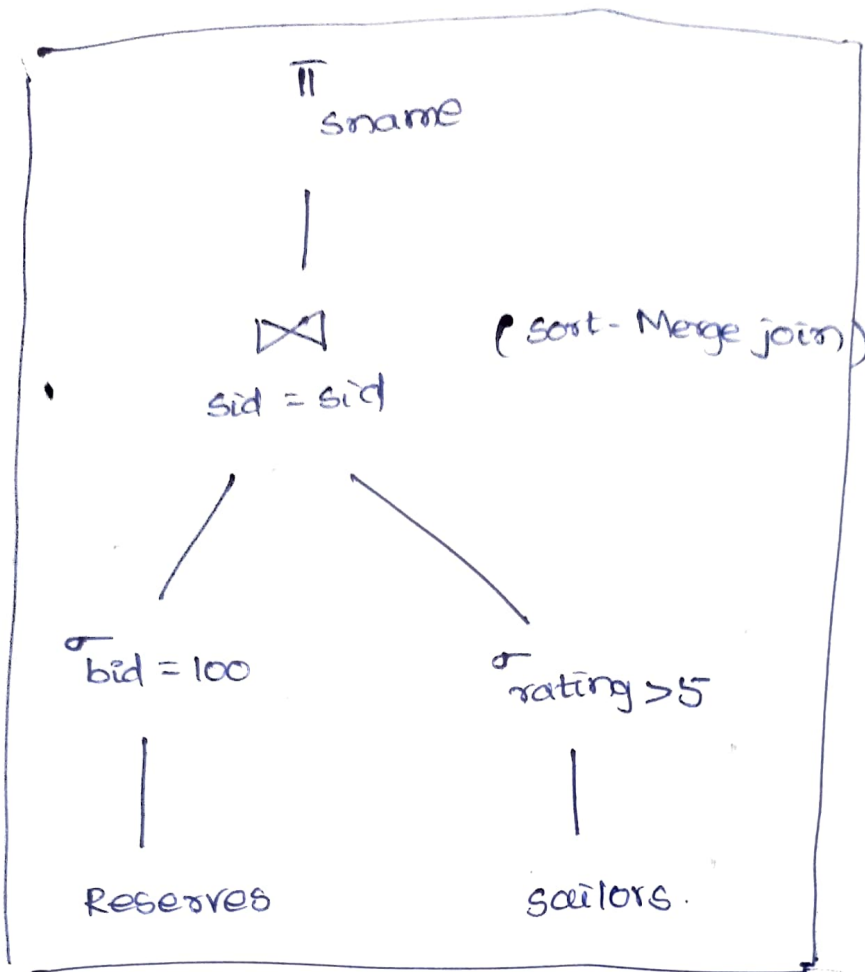 π
sname
⋈ (Sort-Merge join)
sid = sid
σ bid = 100 σ rating >5
Reserves sailors.